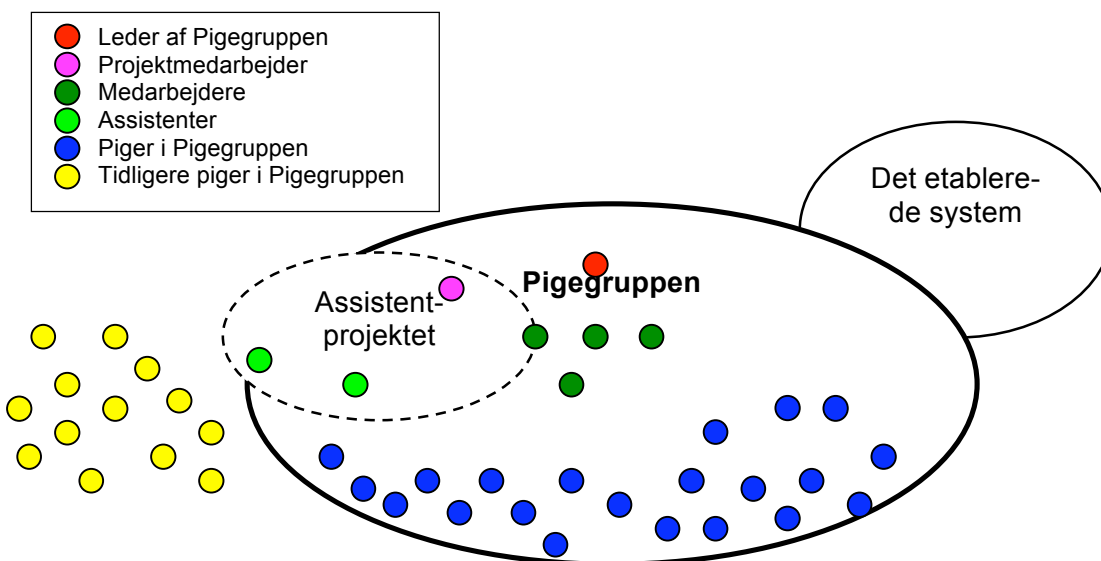 Leder af Pigegruppen
Projektmedarbejder
Medarbejdere
Assistenter
Piger i Pigegruppen
Tidligere piger i Pigegruppen
Det etablere-
de system
Pigegruppen
Assistent-
projektet